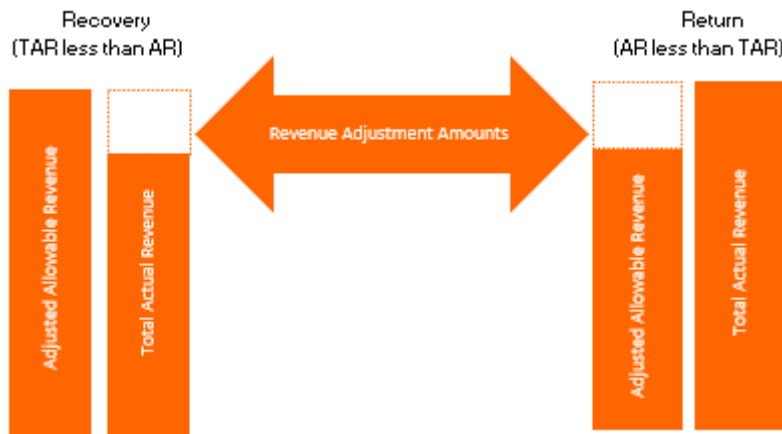 Recovery
(TAR less than AR)
Return
(AR less than TAR)
Revenue Adjustment Amounts
Adjusted Allowable Revenue
Total Actual Revenue
Adjusted Allowable Revenue
Total Actual Revenue